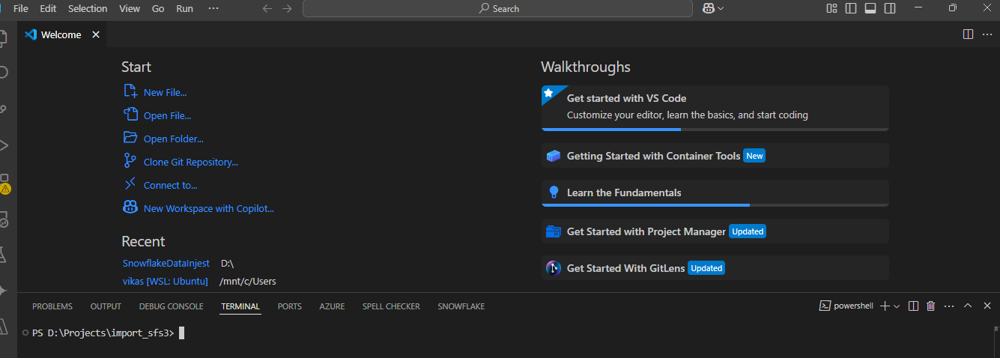 File Edit Selection View Go Run ... Search
Welcome
Start
New File...
Open File...
Open Folder...
Clone Git Repository...
Connect to...
New Workspace with Copilot...
Recent
SnowflakeDataInjest D:\
vikas [WSL: Ubuntu] /mnt/c/Users
Walkthroughs
Get started with VS Code
Customize your editor, learn the basics, and start coding
Getting Started with Container Tools New
Learn the Fundamentals
Get Started with Project Manager Updated
Get Started With GitLens Updated
PROBLEMS OUTPUT DEBUG CONSOLE TERMINAL PORTS AZURE SPELL CHECKER SNOWFLAKE powershell
PS D:\Projects\import_sfs3>